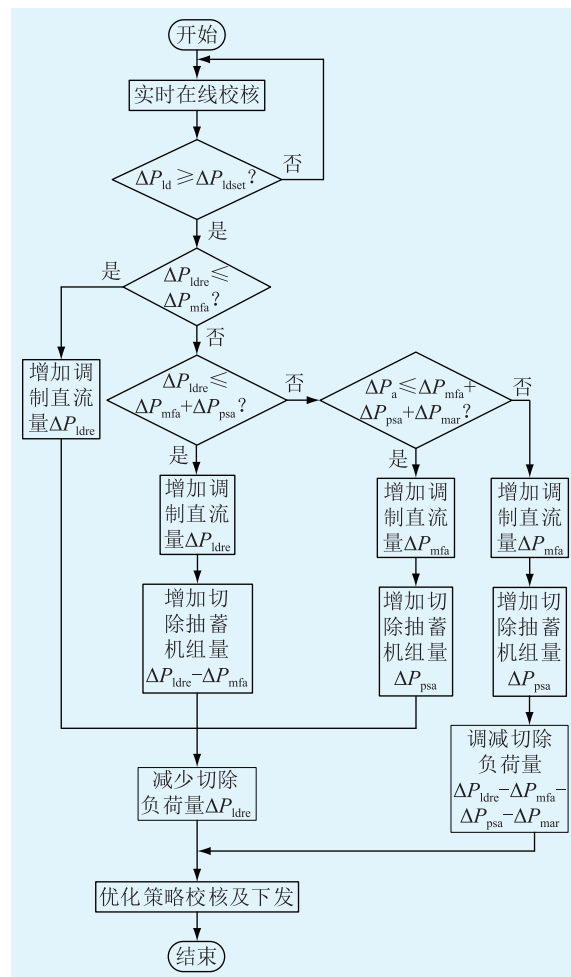 开始
实时在线校核
ΔP_ld ≥ ΔP_ldset?
否
是
ΔP_ldre ≤
ΔP_mfa?
是
否
增加调
制直流
量ΔP_ldre
ΔP_ldre ≤
ΔP_mfa+ΔP_psa?
否
是
ΔP_a ≤ ΔP_mfa+
ΔP_psa+ΔP_mar?
否
是
增加调
制直流
量ΔP_ldre
增加调
制直流
量ΔP_mfa
增加调
制直流
量ΔP_mfa
增加切
除抽蓄
机组量
ΔP_ldre−ΔP_mfa
增加切
除抽蓄
机组量
ΔP_psa
增加切
除抽蓄
机组量
ΔP_psa
减少切除
负荷量ΔP_ldre
调减切除
负荷量
ΔP_ldre−ΔP_mfa−
ΔP_psa−ΔP_mar
优化策略校核及下发
结束